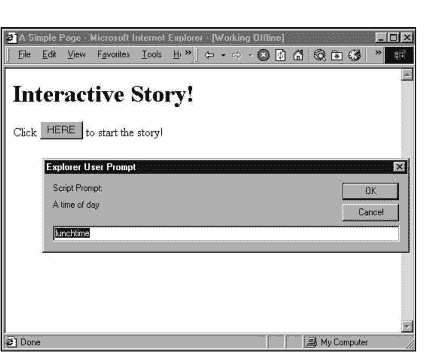 A Simple Page - Microsoft Internet Explorer - [Working Offline]
File Edit View Favorites Tools H »
»
Interactive Story!
Click HERE to start the story!
Explorer User Prompt
Script Prompt:
OK
A time of day
Cancel
lunchtime
Done
My Computer